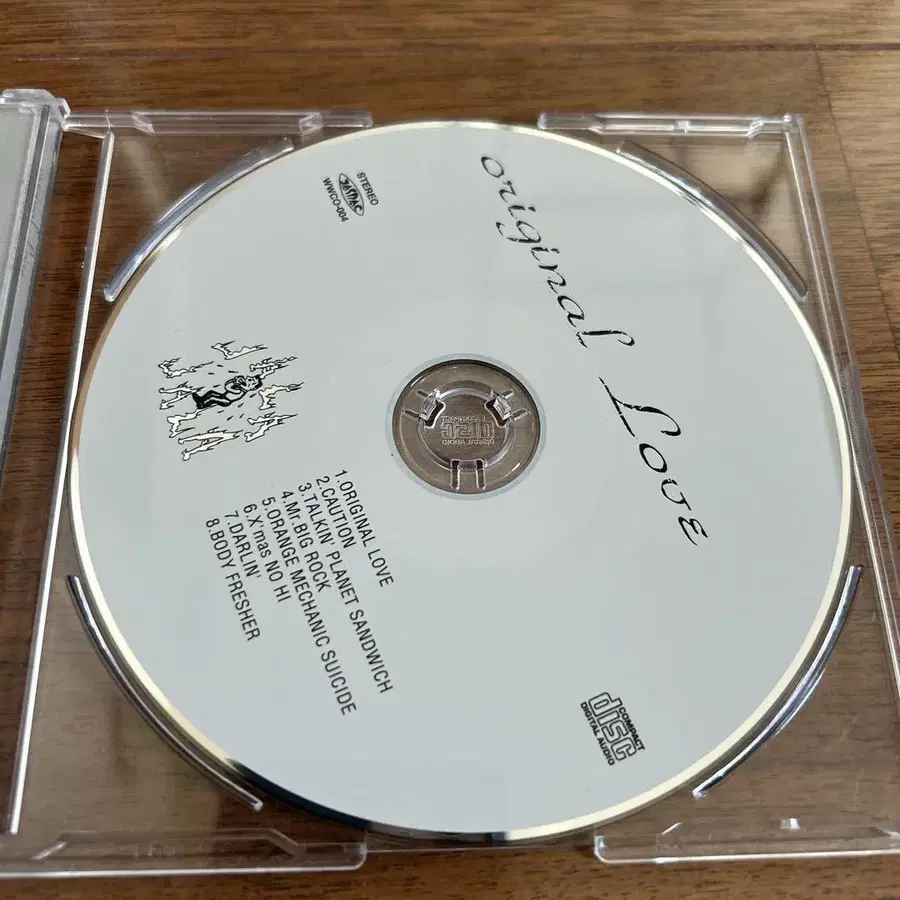 original Love
STEREO
WWCO-004
1.ORIGINAL LOVE
2.CAUTION
3.TALKIN' PLANET SANDWICH
4.Mr.BIG ROCK
5.ORANGE MECHANIC SUICIDE
6.X'mas NO HI
7.DARLIN'
8.BODY FRESHER
COMPACT
disc
DIGITAL AUDIO